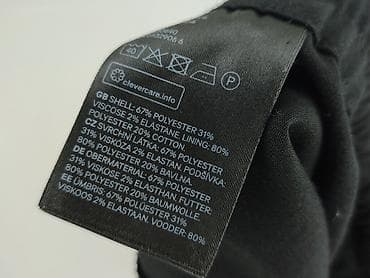 40
P
clevercare.info
GB SHELL: 67% POLYESTER 31%
VISCOSE 2% ELASTANE. LINING: 80%
POLYESTER 20% COTTON
CZ SVRCHNÍ LÁTKA: 67% POLYESTER
31% VISKÓZA 2% ELASTAN. PODŠÍVKA:
80% POLYESTER 20% BAVLNA
DE OBERMATERIAL: 67% POLYESTER
31% VISKOSE 2% ELASTHAN. FUTTER:
80% POLYESTER 20% BAUMWOLLE.
EE ÜMBRIS: 67% POLÜESTER 31%
VISKOOS 2% ELASTAAN. VOODER: 80%